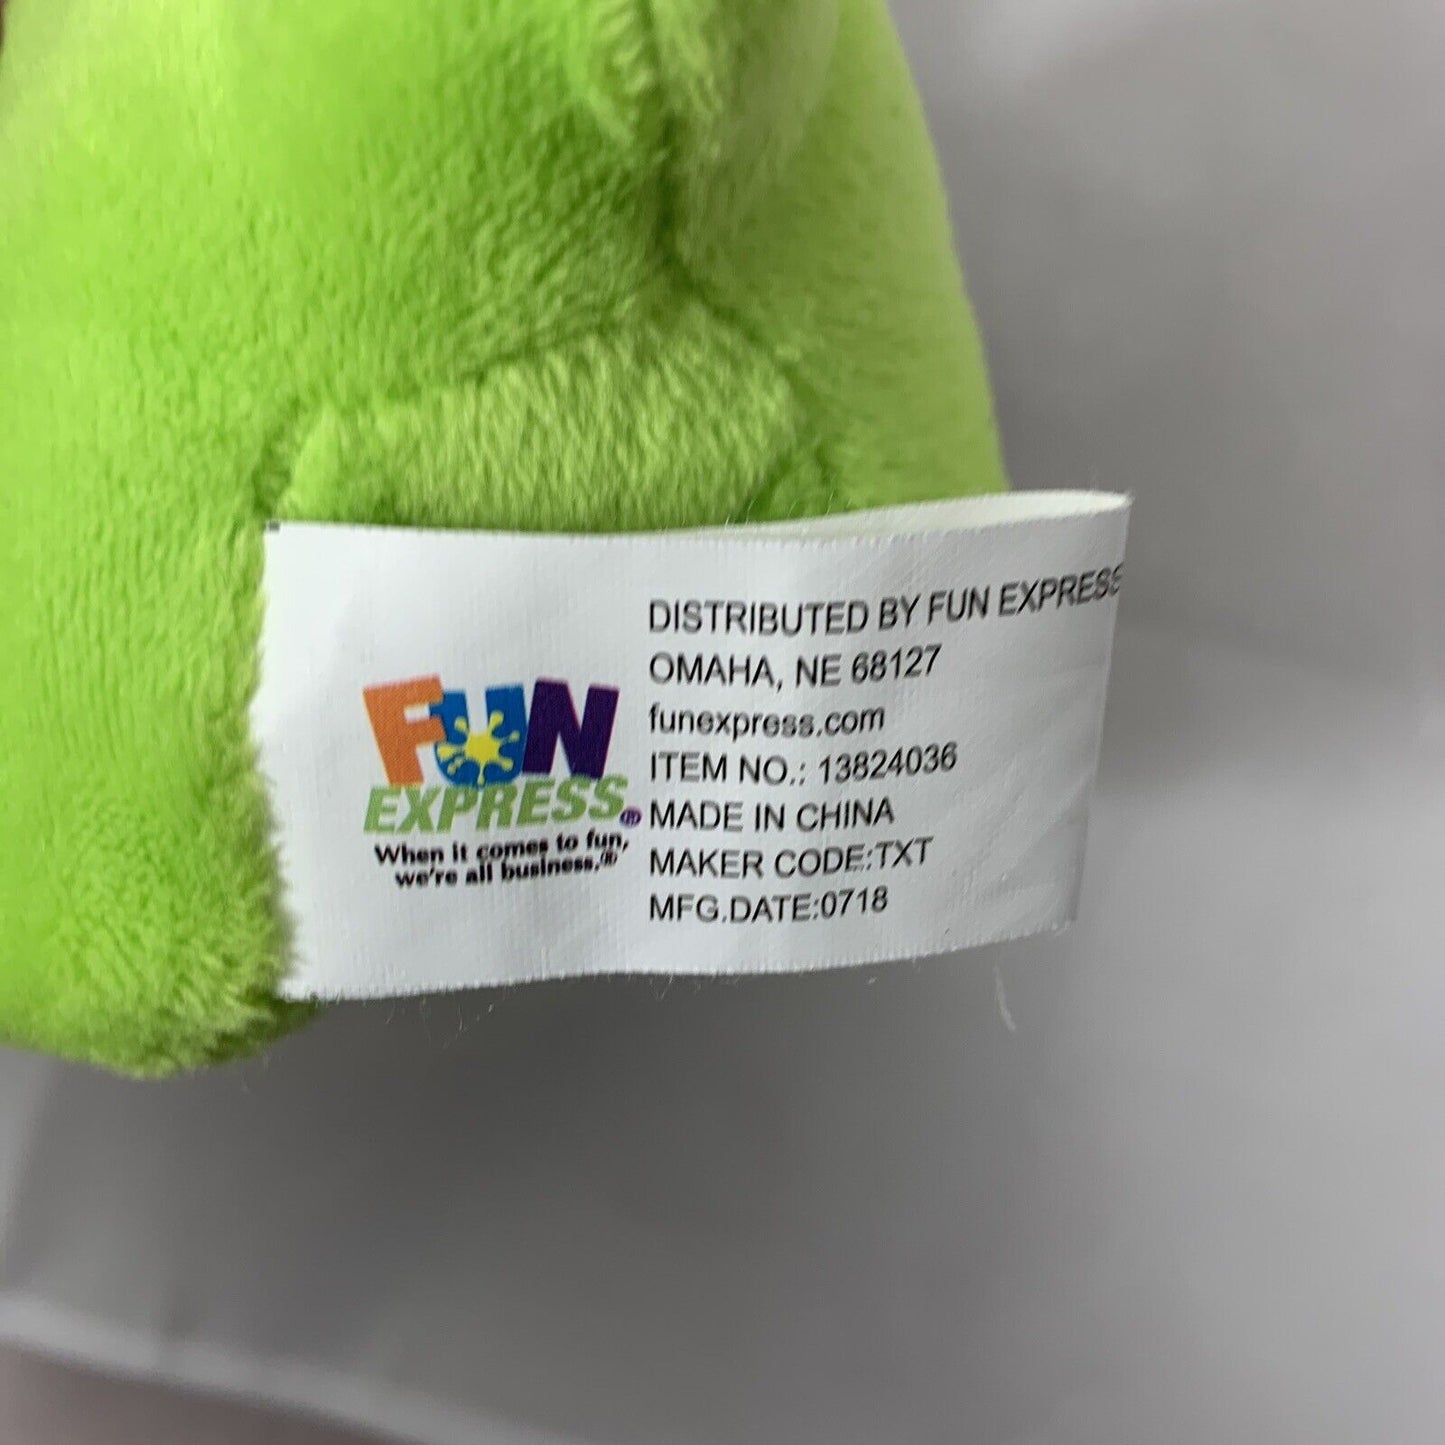 FUN
EXPRESS®
When it comes to fun,
we're all business.®
DISTRIBUTED BY FUN EXPRESS
OMAHA, NE 68127
funexpress.com
ITEM NO.: 13824036
MADE IN CHINA
MAKER CODE:TXT
MFG.DATE:0718